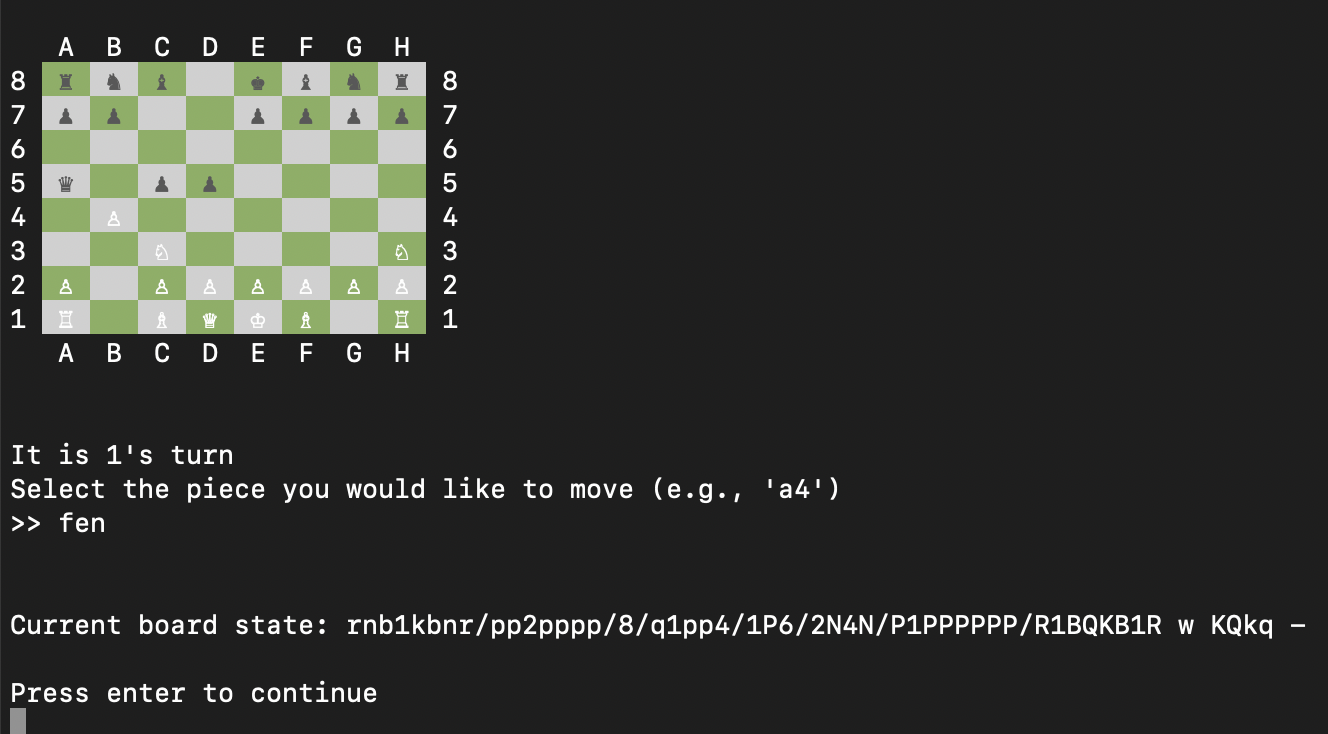 A B C D E F G H
8 ♜ ♞ ♝ ♚ ♝ ♞ ♜ 8
7 ♟ ♟ ♟ ♟ ♟ ♟ 7
6 6
5 ♛ ♟ ♟ 5
4 ♙ 4
3 ♘ ♘ 3
2 ♙ ♙ ♙ ♙ ♙ ♙ ♙ 2
1 ♖ ♗ ♛ ♔ ♗ ♖ 1
A B C D E F G H
It is 1's turn
Select the piece you would like to move (e.g., 'a4')
>> fen
Current board state: rnb1kbnr/pp2pppp/8/q1pp4/1P6/2N4N/P1PPPPPP/R1BQKB1R w KQkq –
Press enter to continue